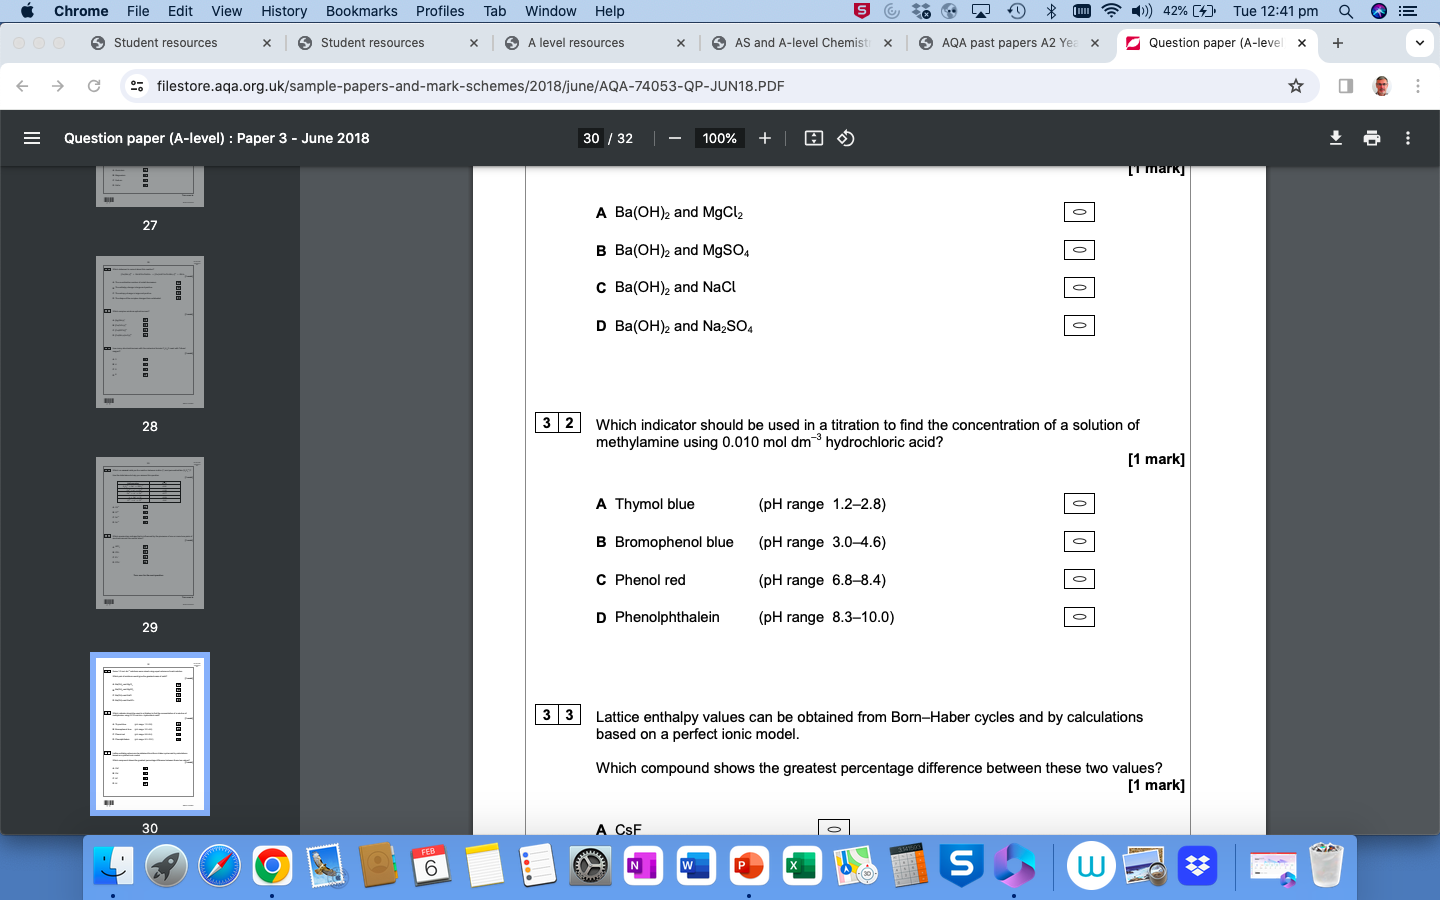 Chrome File Edit View History Bookmarks Profiles Tab Window Help 42% Tue 12:41 pm
Student resources Student resources A level resources AS and A-level Chemist AQA past papers A2 Yea Question paper (A-level
filestore.aqa.org.uk/sample-papers-and-mark-schemes/2018/june/AQA-74053-QP-JUN18.PDF
Question paper (A-level) : Paper 3 - June 2018 30 / 32 100%
27
28
29
30
[1 mark]
A Ba(OH)₂ and MgCl₂
B Ba(OH)₂ and MgSO₄
C Ba(OH)₂ and NaCl
D Ba(OH)₂ and Na₂SO₄
3 2 Which indicator should be used in a titration to find the concentration of a solution of
methylamine using 0.010 mol dm⁻³ hydrochloric acid?
[1 mark]
A Thymol blue (pH range 1.2–2.8)
B Bromophenol blue (pH range 3.0–4.6)
C Phenol red (pH range 6.8–8.4)
D Phenolphthalein (pH range 8.3–10.0)
3 3 Lattice enthalpy values can be obtained from Born–Haber cycles and by calculations
based on a perfect ionic model.
Which compound shows the greatest percentage difference between these two values?
[1 mark]
A CsF
FEB
6
N W P X S W
3D